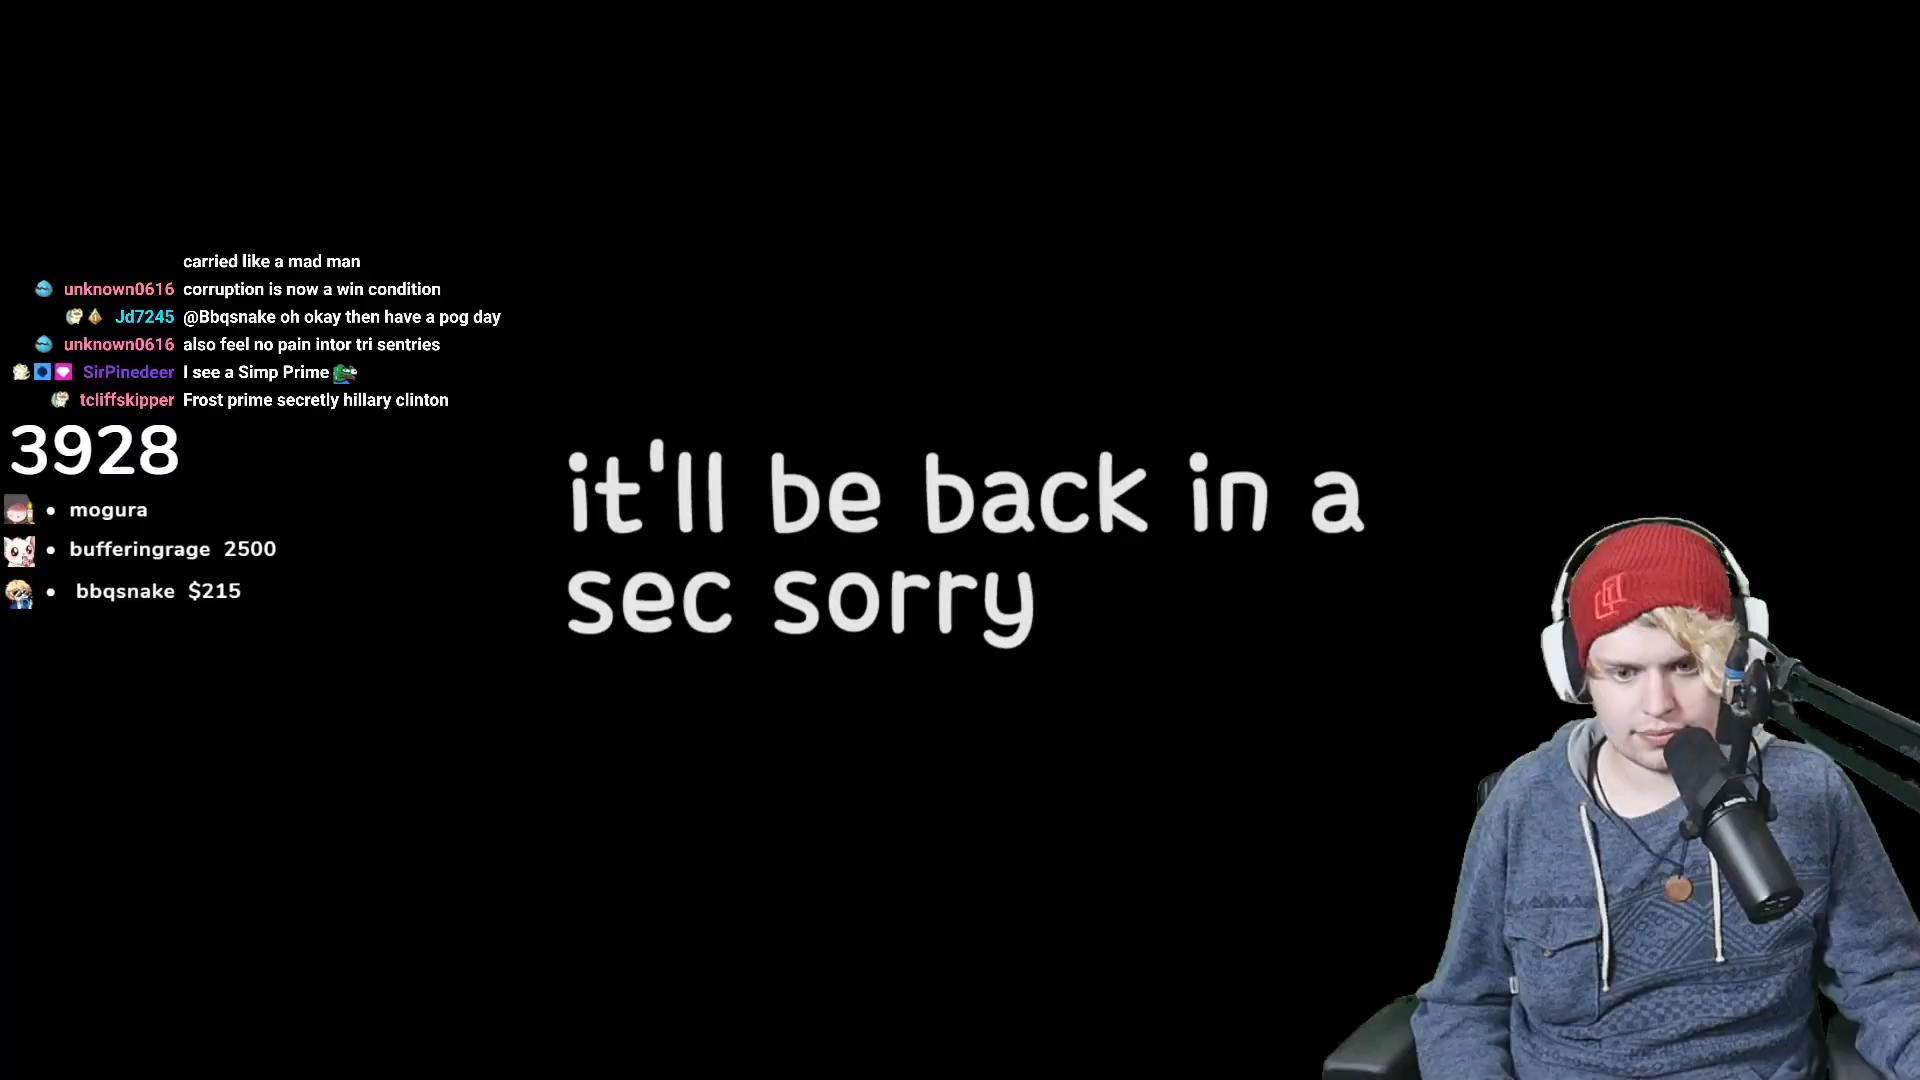 carried like a mad man
unknown0616 corruption is now a win condition
Jd7245 @Bbqsnake oh okay then have a pog day
unknown0616 also feel no pain intor tri sentries
SirPinedeer I see a Simp Prime
tcliffskipper Frost prime secretly hillary clinton
3928
• mogura
• bufferingrage 2500
• bbqsnake $215
it'll be back in a
sec sorry